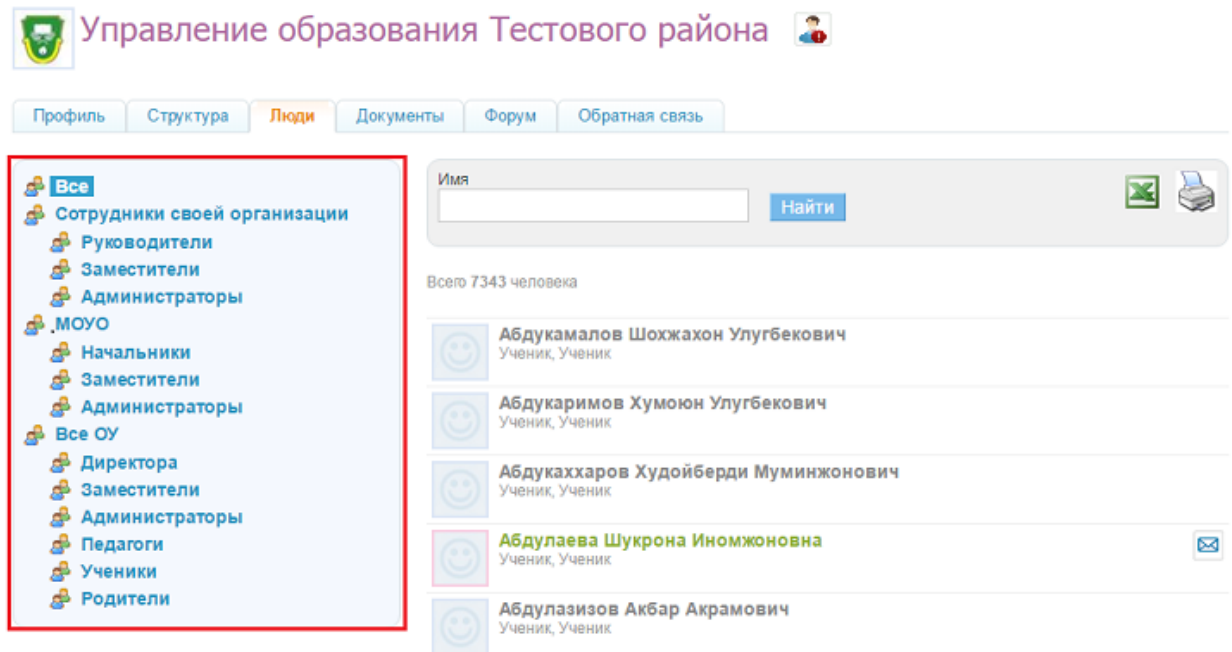 Управление образования Тестового района
Профиль
Структура
Люди
Документы
Форум
Обратная связь
Все
Сотрудники своей организации
Руководители
Заместители
Администраторы
.МОУО
Начальники
Заместители
Администраторы
Все ОУ
Директора
Заместители
Администраторы
Педагоги
Ученики
Родители
Имя
Найти
Всего 7343 человека
Абдукамалов Шохжахон Улугбекович
Ученик, Ученик
Абдукаримов Хумоюн Улугбекович
Ученик, Ученик
Абдукаххаров Худойберди Муминжонович
Ученик, Ученик
Абдулаева Шукрона Иномжоновна
Ученик, Ученик
Абдулазизов Акбар Акрамович
Ученик, Ученик